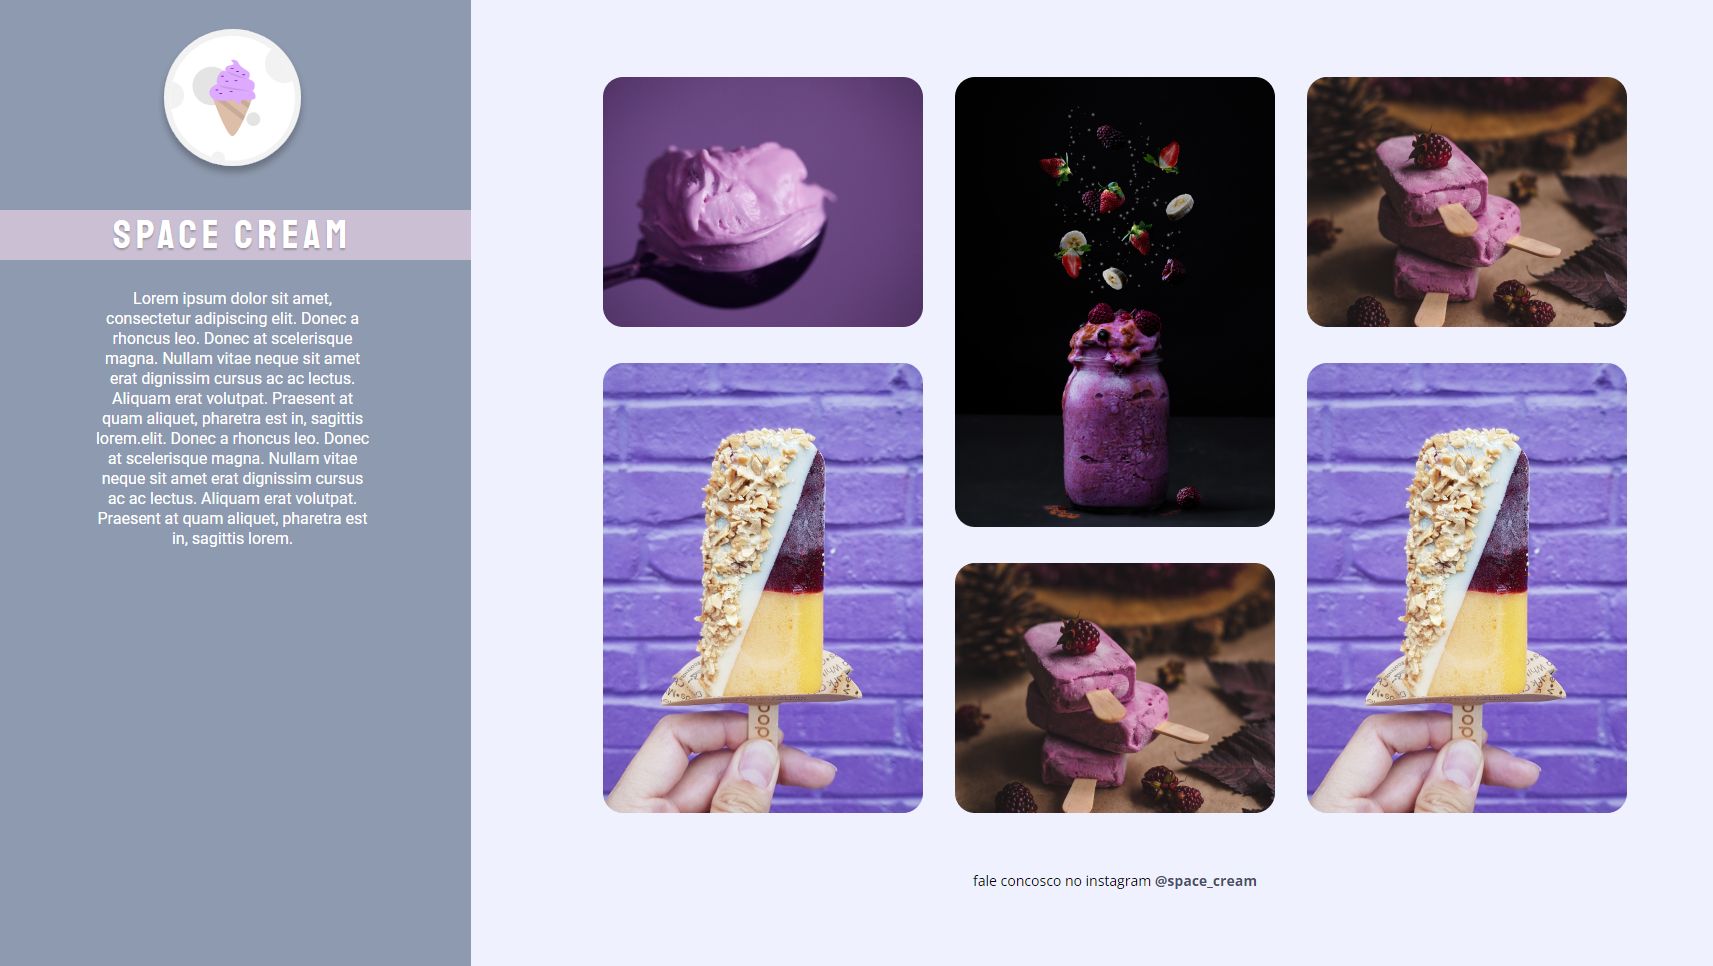 SPACE CREAM
Lorem ipsum dolor sit amet,
consectetur adipiscing elit. Donec a
rhoncus leo. Donec at scelerisque
magna. Nullam vitae neque sit amet
erat dignissim cursus ac ac lectus.
Aliquam erat volutpat. Praesent at
quam aliquet, pharetra est in, sagittis
lorem.elit. Donec a rhoncus leo. Donec
at scelerisque magna. Nullam vitae
neque sit amet erat dignissim cursus
ac ac lectus. Aliquam erat volutpat.
Praesent at quam aliquet, pharetra est
in, sagittis lorem.
fale concosco no instagram @space_cream